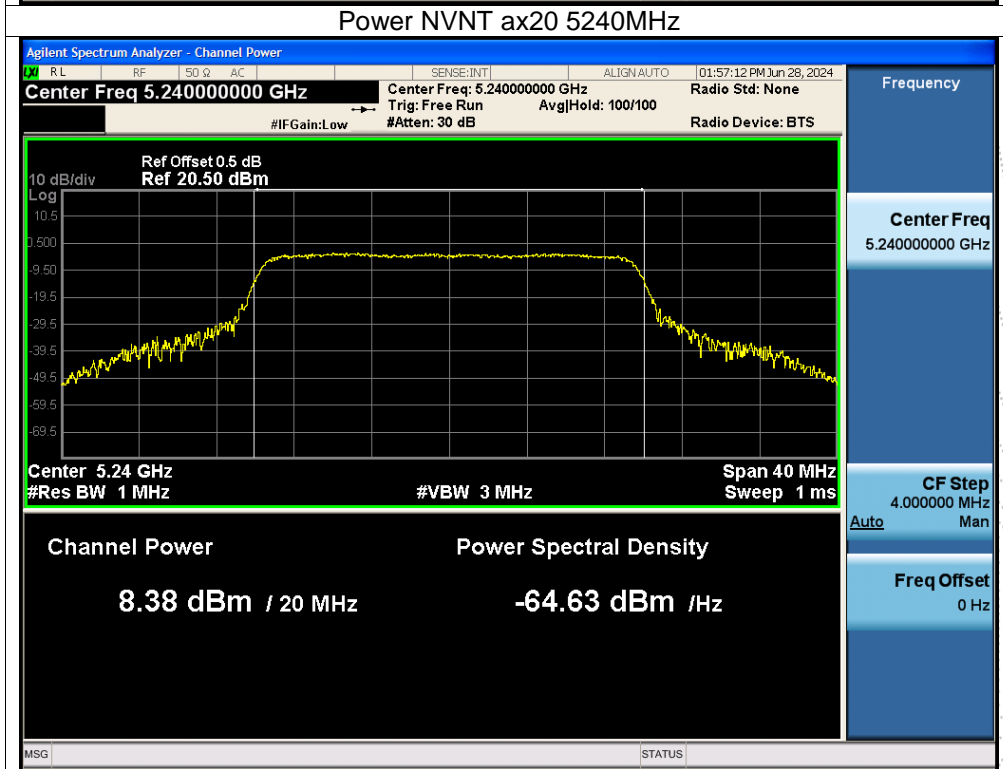 Power NVNT ax20 5240MHz
Agilent Spectrum Analyzer - Channel Power
LXI RL RF 50 Ω AC SENSE:INT ALIGN AUTO 01:57:12 PM Jun 28, 2024
Center Freq 5.240000000 GHz
Center Freq: 5.240000000 GHz
Radio Std: None
Trig: Free Run Avg|Hold: 100/100
#IFGain:Low
#Atten: 30 dB
Radio Device: BTS
Frequency
Ref Offset 0.5 dB
10 dB/div Ref 20.50 dBm
Log
10.5
0.500
-9.50
-19.5
-29.5
-39.5
-49.5
-59.5
-69.5
Center 5.24 GHz
Span 40 MHz
#Res BW 1 MHz
#VBW 3 MHz
Sweep 1 ms
Center Freq
5.240000000 GHz
CF Step
4.000000 MHz
Auto Man
Freq Offset
0 Hz
Channel Power
Power Spectral Density
8.38 dBm / 20 MHz
-64.63 dBm /Hz
MSG
STATUS